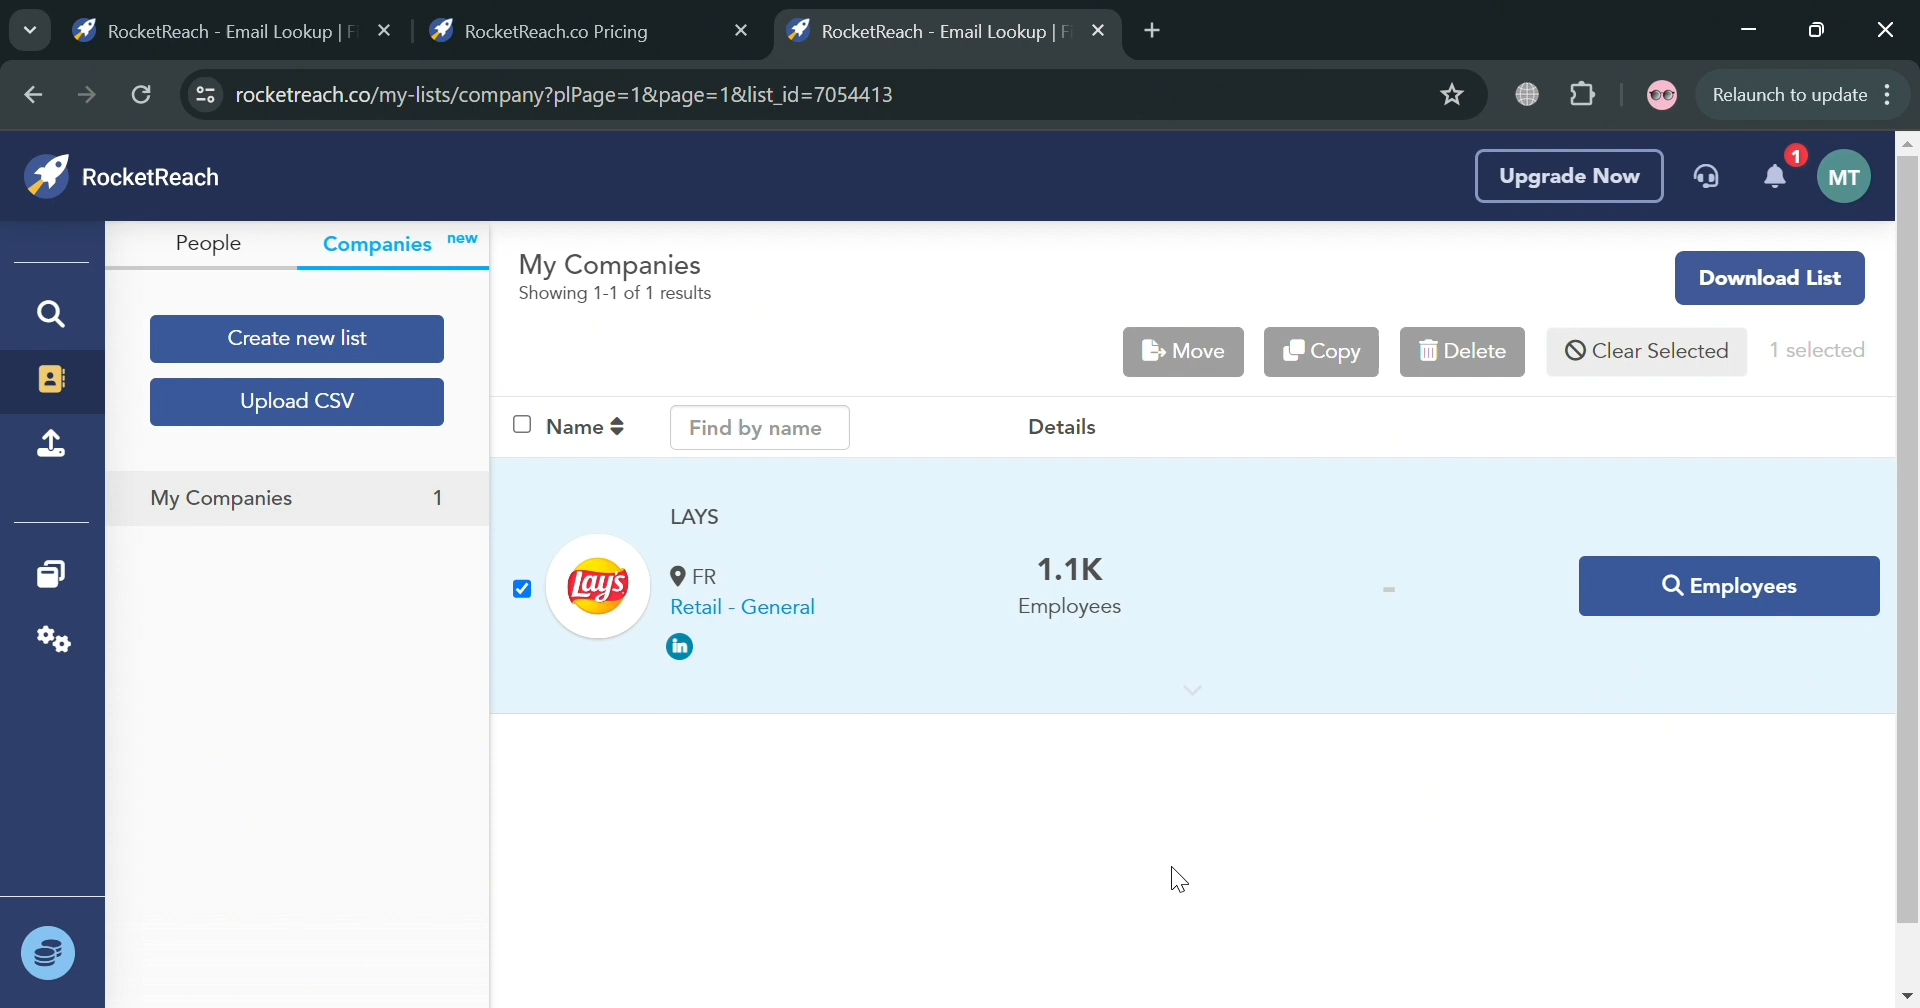 RocketReach - Email Lookup | Fi
RocketReach.co Pricing
RocketReach - Email Lookup | Fi
rocketreach.co/my-lists/company?plPage=1&page=1&list_id=7054413
Relaunch to update
RocketReach
Upgrade Now
1
MT
People
Companies new
Create new list
Upload CSV
My Companies 1
My Companies
Showing 1-1 of 1 results
Download List
Move
Copy
Delete
Clear Selected
1 selected
Name
Find by name
Details
LAYS
Lay's
FR
Retail - General
in
1.1K
Employees
-
Employees